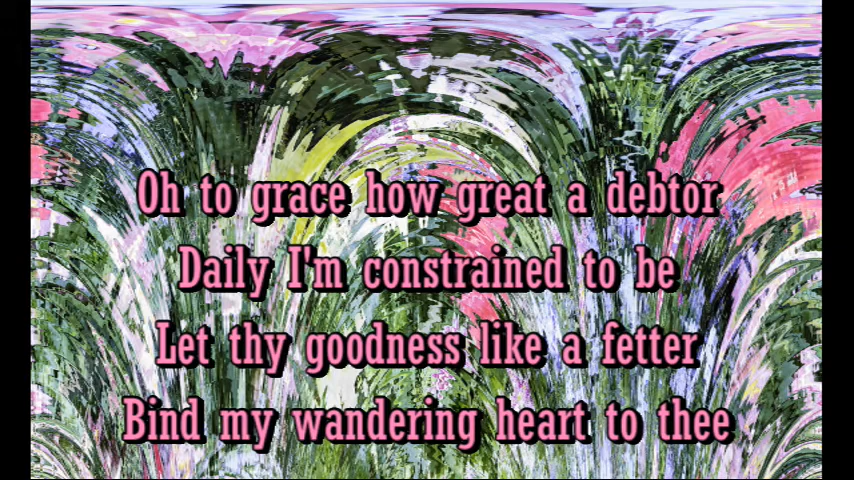 Oh to grace how great a debtor
Daily I'm constrained to be
Let thy goodness like a fetter
Bind my wandering heart to thee